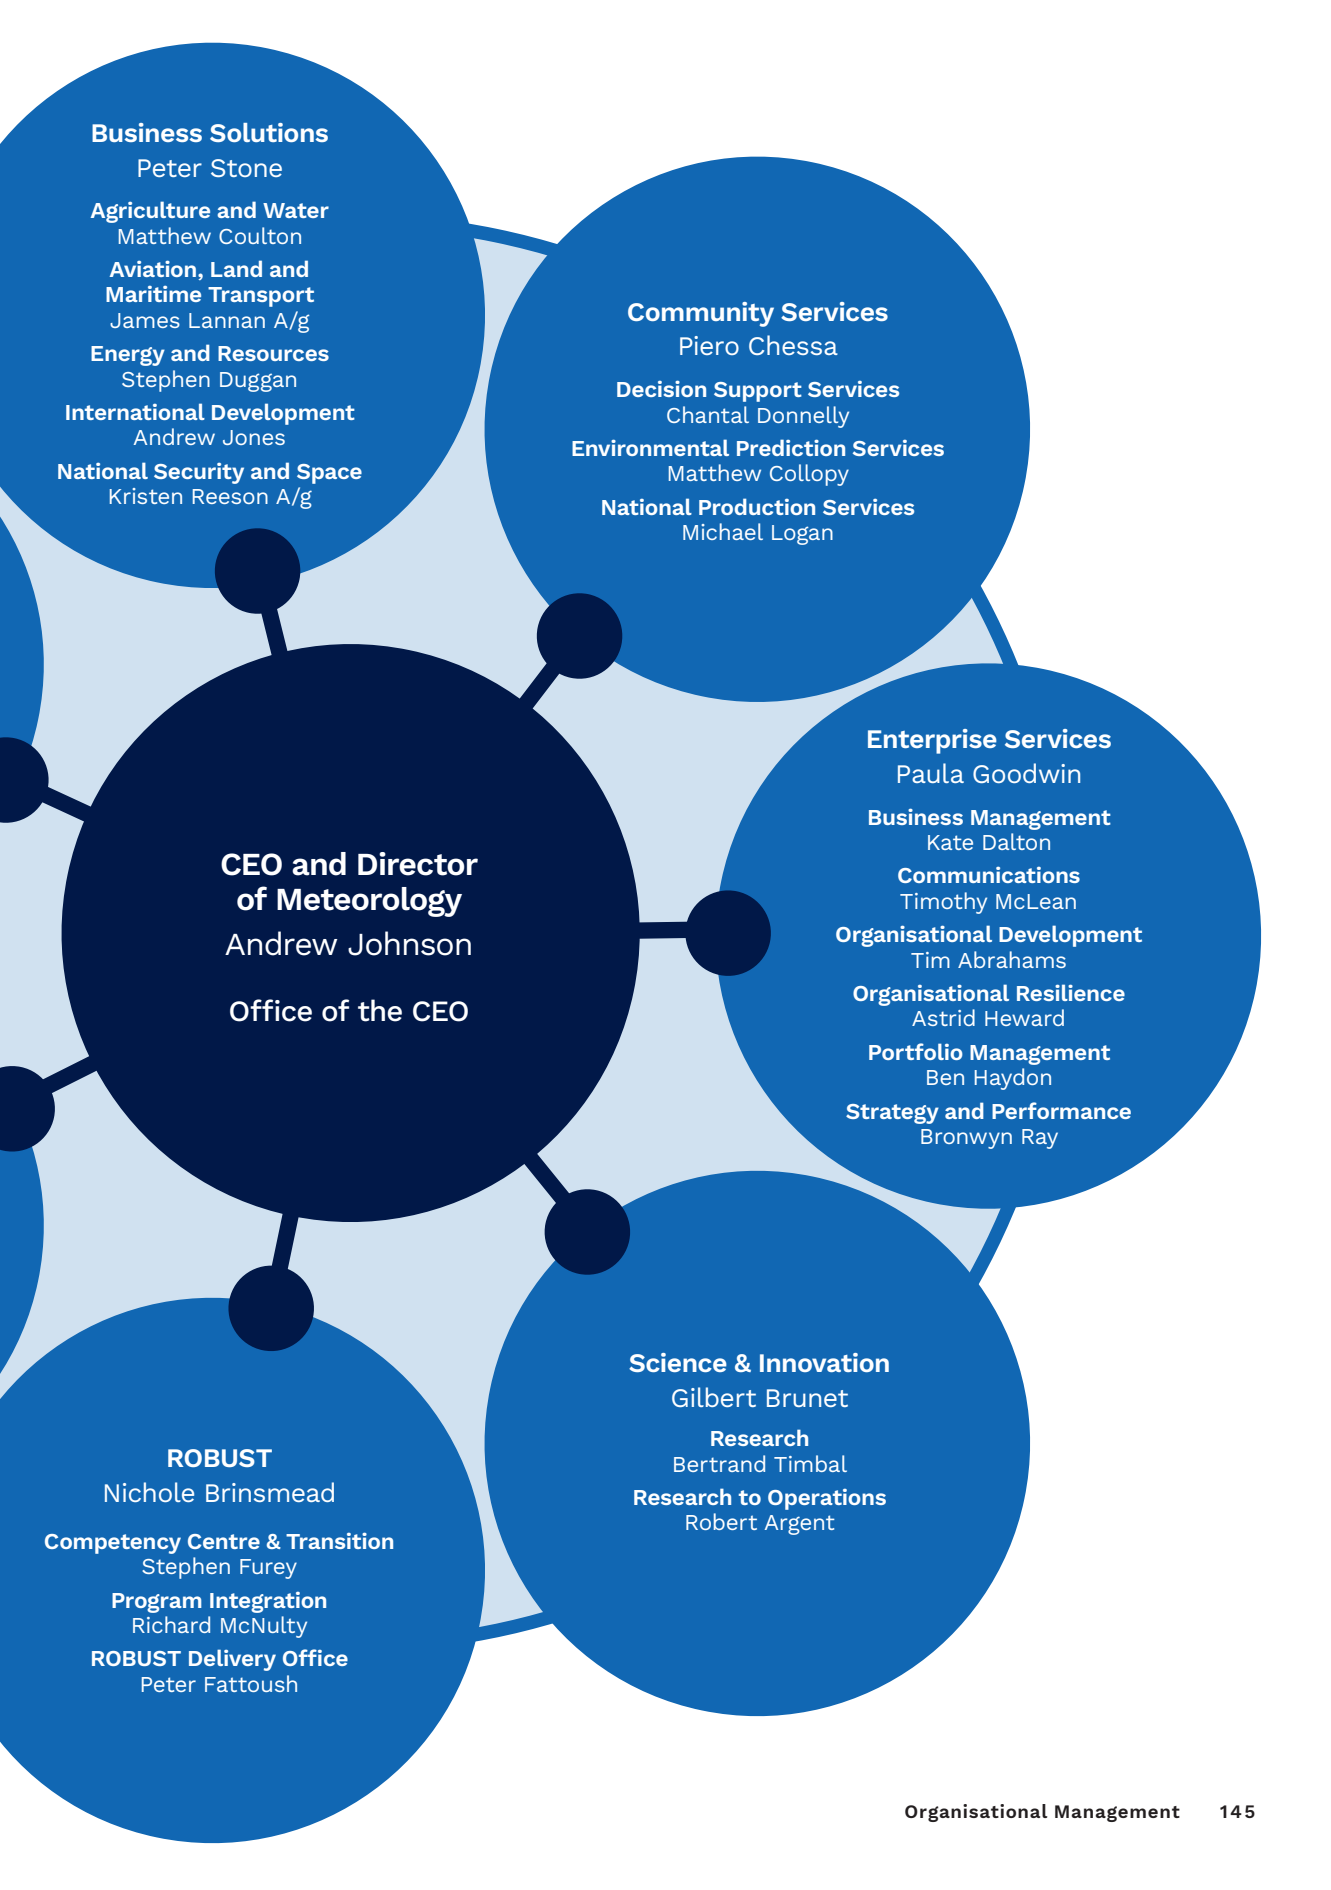 Business Solutions
Peter Stone
Agriculture and Water
Matthew Coulton
Aviation, Land and
Maritime Transport
James Lannan A/g
Energy and Resources
Stephen Duggan
International Development
Andrew Jones
National Security and Space
Kristen Reeson A/g
Community Services
Piero Chessa
Decision Support Services
Chantal Donnelly
Environmental Prediction Services
Matthew Collopy
National Production Services
Michael Logan
Enterprise Services
Paula Goodwin
Business Management
Kate Dalton
Communications
Timothy McLean
Organisational Development
Tim Abrahams
Organisational Resilience
Astrid Heward
Portfolio Management
Ben Haydon
Strategy and Performance
Bronwyn Ray
CEO and Director
of Meteorology
Andrew Johnson
Office of the CEO
Science & Innovation
Gilbert Brunet
Research
Bertrand Timbal
Research to Operations
Robert Argent
ROBUST
Nichole Brinsmead
Competency Centre & Transition
Stephen Furey
Program Integration
Richard McNulty
ROBUST Delivery Office
Peter Fattoush
Organisational Management 145